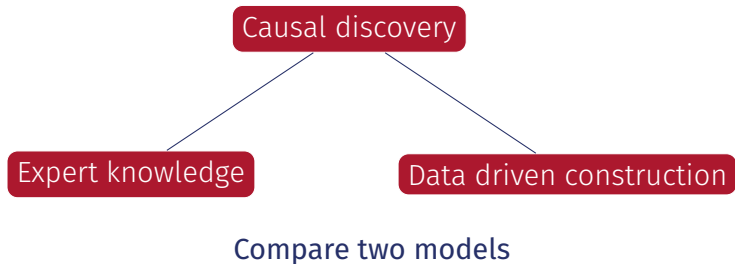 Causal discovery
Expert knowledge
Data driven construction
Compare two models